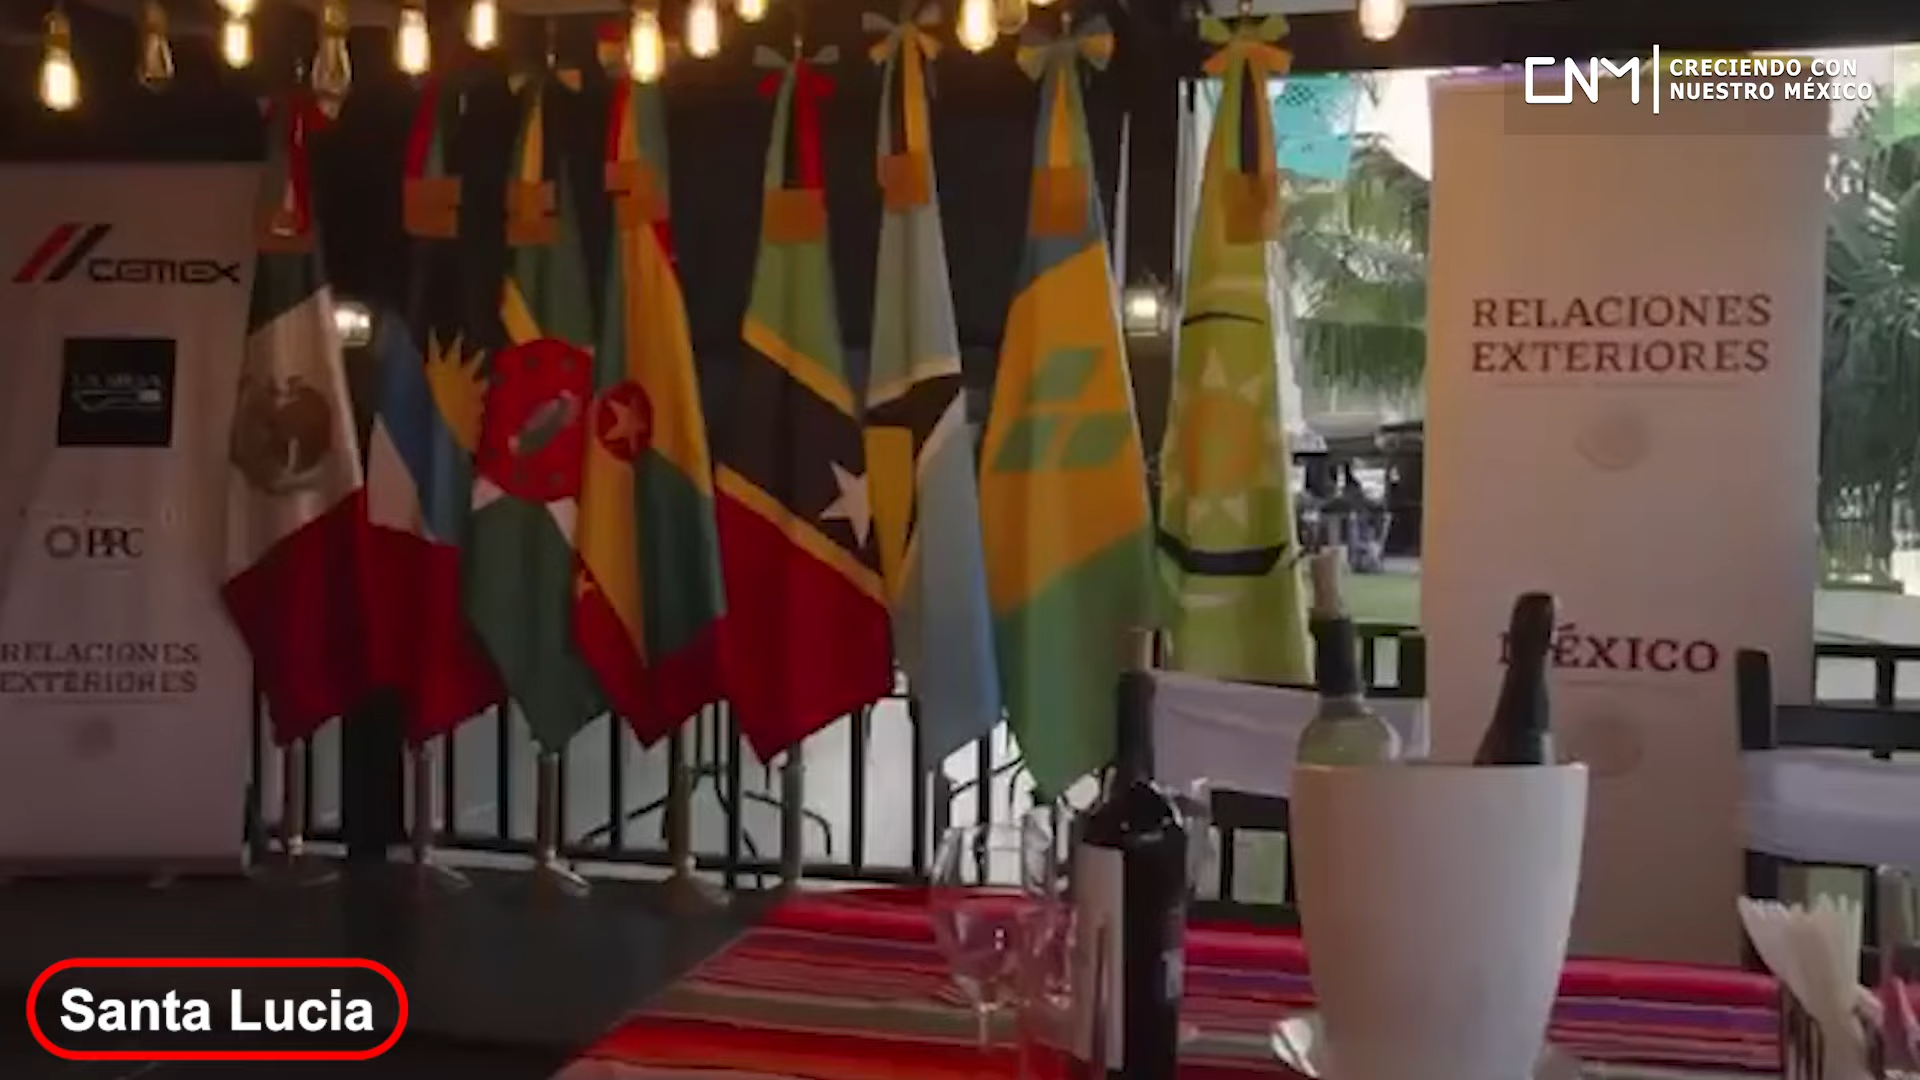 CNM
CRECIENDO CON
NUESTRO MÉXICO
CEMEX
PPC
RELACIONES
EXTERIORES
RELACIONES
EXTERIORES
MÉXICO
Santa Lucia